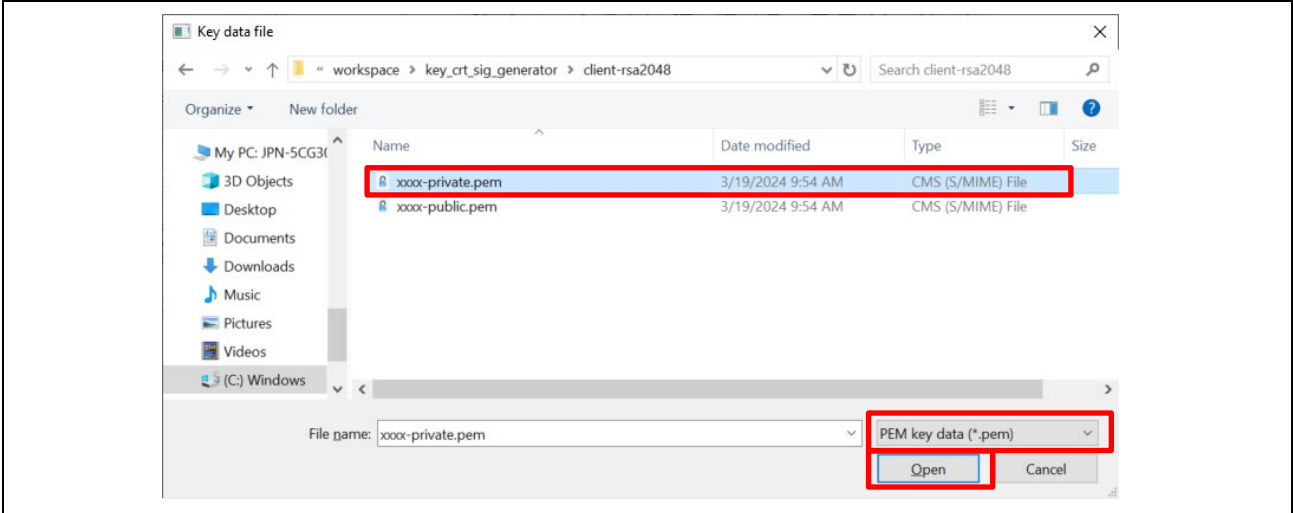 Key data file
« workspace > key_crt_sig_generator > client-rsa2048
Search client-rsa2048
Organize
New folder
Name Date modified Type Size
My PC: JPN-5CG3
3D Objects
Desktop
Documents
Downloads
Music
Pictures
Videos
(C:) Windows
xxxx-private.pem 3/19/2024 9:54 AM CMS (S/MIME) File
xxxx-public.pem 3/19/2024 9:54 AM CMS (S/MIME) File
File name: xxxx-private.pem
PEM key data (*.pem)
Open Cancel